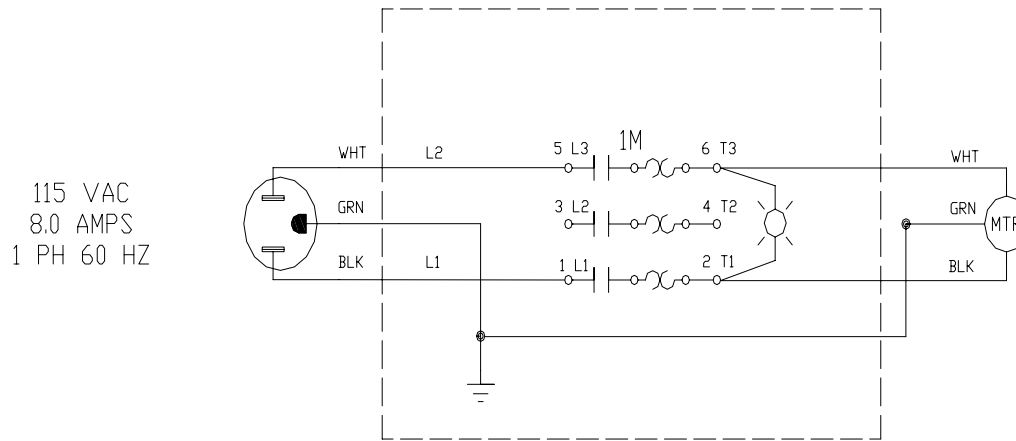 115 VAC
8.0 AMPS
1 PH 60 HZ
WHT L2 5 L3 1M 6 T3 WHT
GRN 3 L2 4 T2 GRN MTR
BLK L1 1 L1 2 T1 BLK